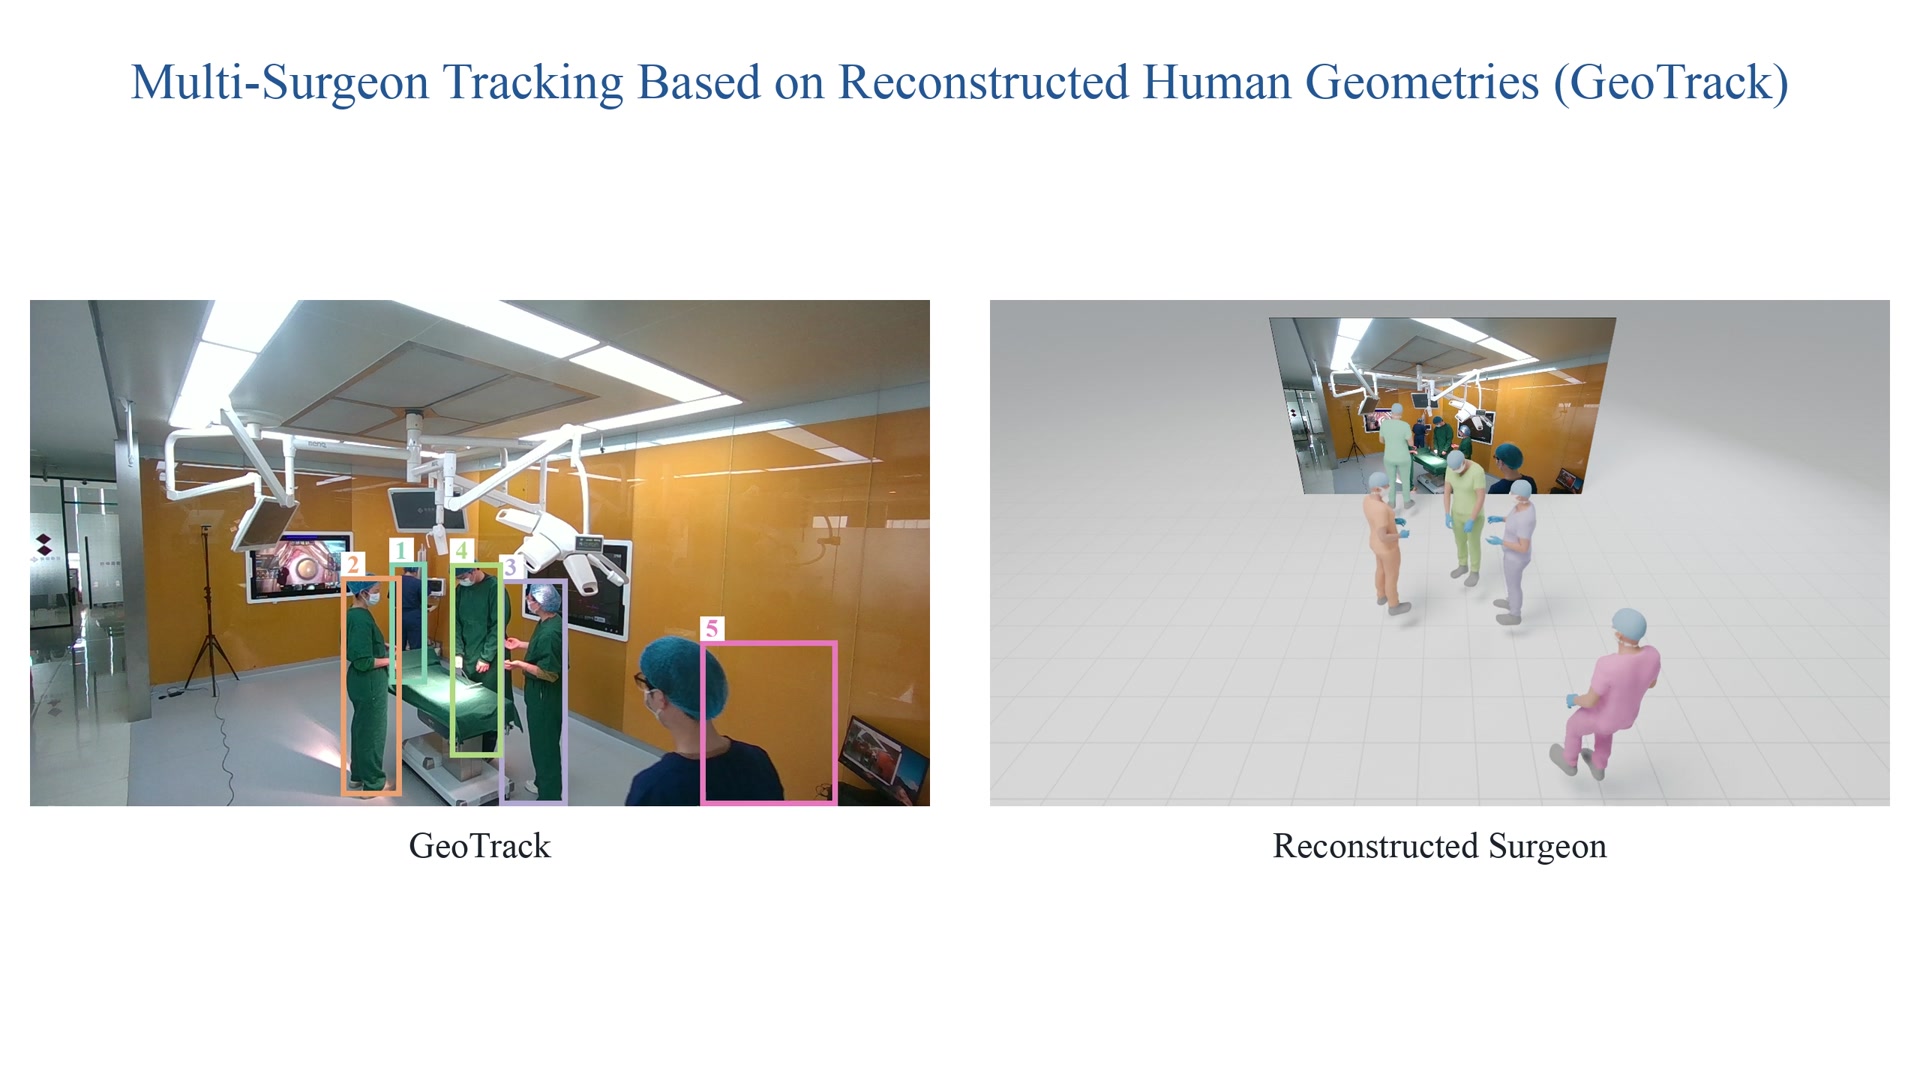 Multi-Surgeon Tracking Based on Reconstructed Human Geometries (GeoTrack)
2
1
4
3
5
GeoTrack
Reconstructed Surgeon